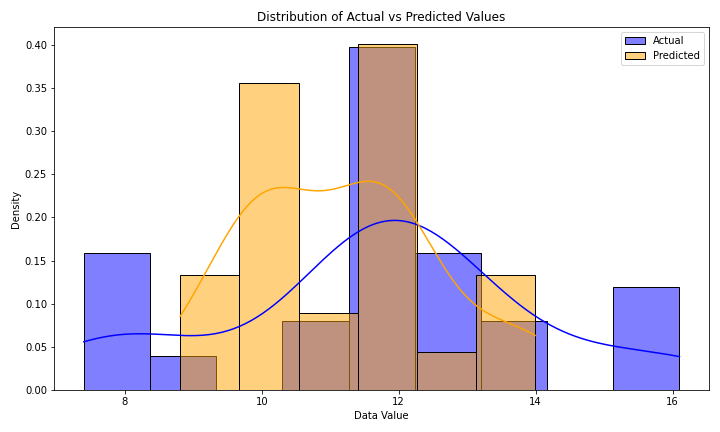 Distribution of Actual vs Predicted Values
Actual
Predicted
Density
0.40
0.35
0.30
0.25
0.20
0.15
0.10
0.05
0.00
8 10 12 14 16
Data Value